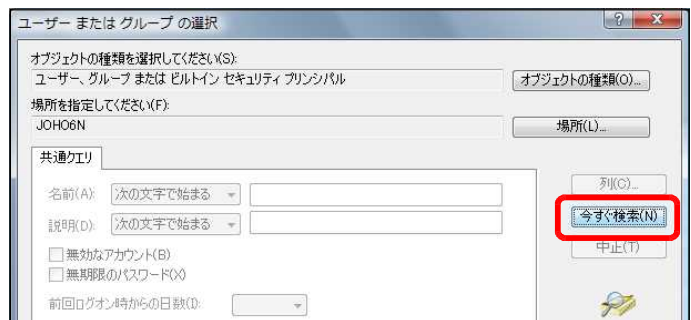 ユーザー または グループ の選択
オブジェクトの種類を選択してください(S):
ユーザー、グループ または ビルトイン セキュリティ プリンシパル
オブジェクトの種類(O)...
場所を指定してください(F):
JOHO6N
場所(L)...
共通クエリ
名前(A):
次の文字で始まる
列(C)...
説明(D):
次の文字で始まる
今すぐ検索(N)
無効なアカウント(B)
中止(T)
無期限のパスワード(X)
前回ログオン時からの日数(I):